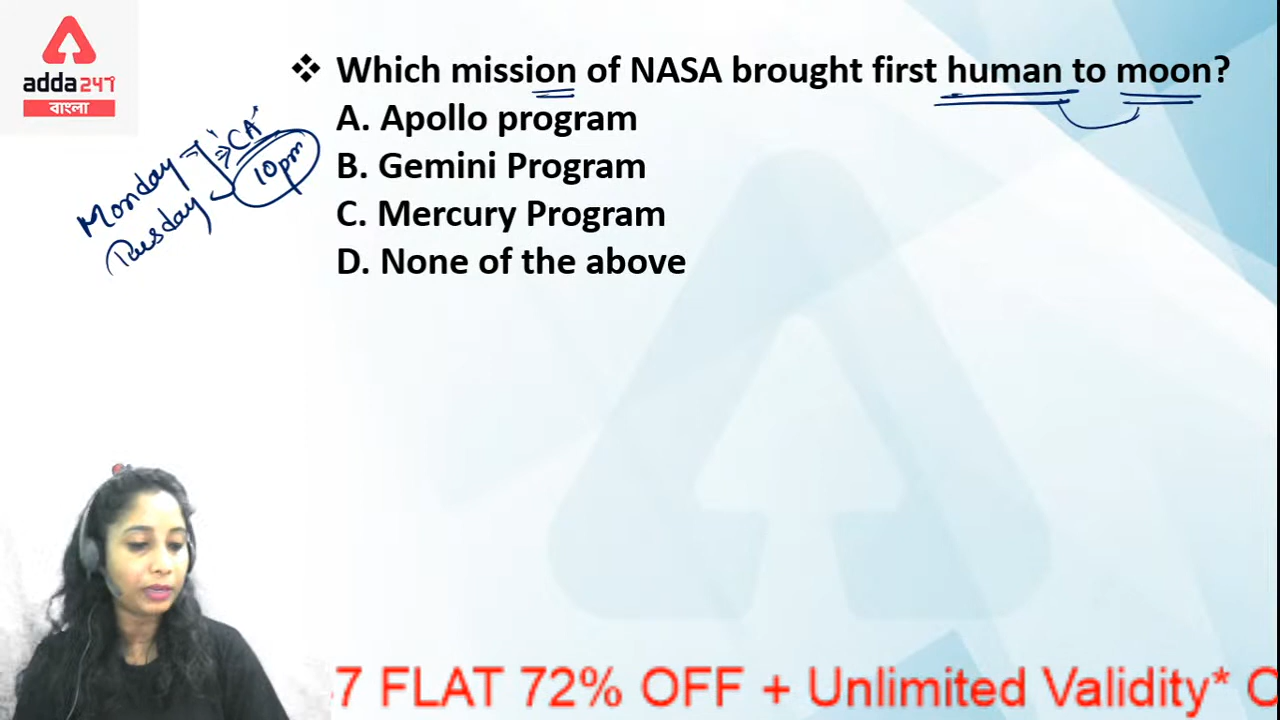 adda247
বাংলা
❖ Which mission of NASA brought first human to moon?
A. Apollo program
B. Gemini Program
C. Mercury Program
D. None of the above
Monday
Tuesday
"CA"
10pm
47 FLAT 72% OFF + Unlimited Validity*